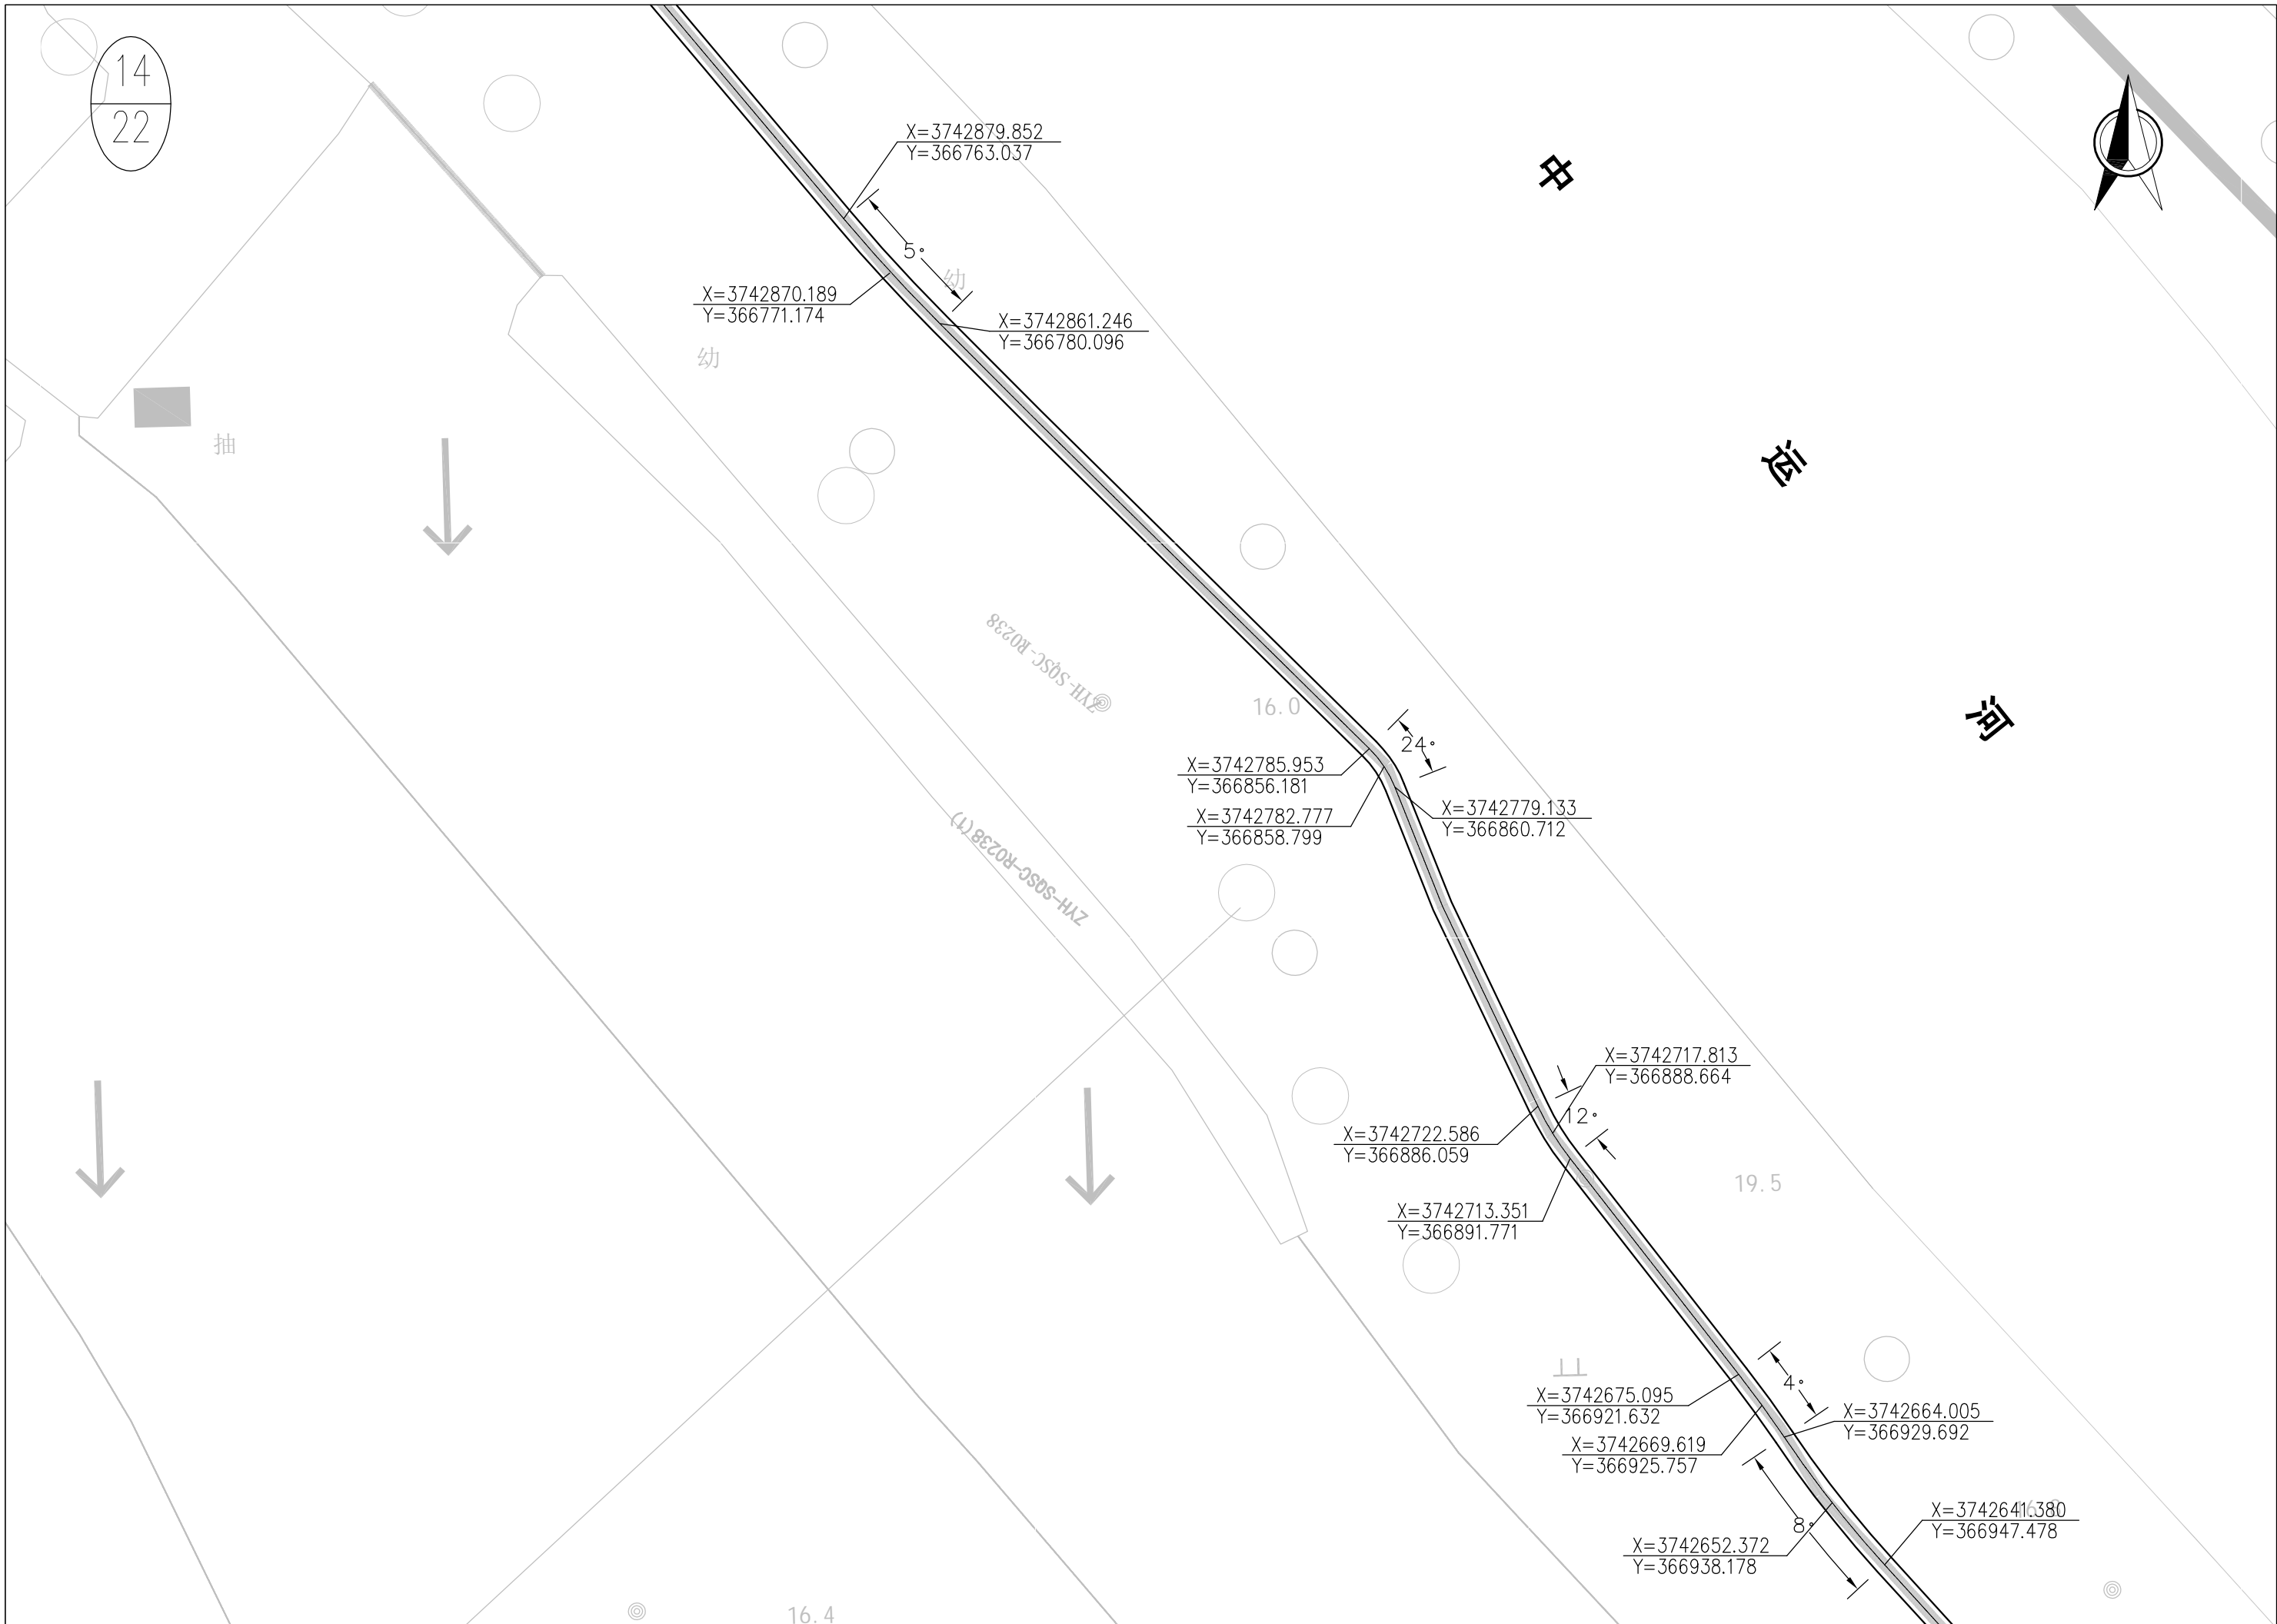 14
22
X=3742879.852
Y=366763.037
中
5°
幼
X=3742870.189
Y=366771.174
X=3742861.246
Y=366780.096
幼
抽
运
ZYH-SQSC-R0238
16.0
河
24°
X=3742785.953
Y=366856.181
X=3742782.777
Y=366858.799
X=3742779.133
Y=366860.712
ZYH-SQSC-R0238(1)
X=3742717.813
Y=366888.664
12°
X=3742722.586
Y=366886.059
19.5
X=3742713.351
Y=366891.771
4°
X=3742675.095
Y=366921.632
X=3742664.005
Y=366929.692
X=3742669.619
Y=366925.757
X=3742641.380
Y=366947.478
8°
X=3742652.372
Y=366938.178
16.4